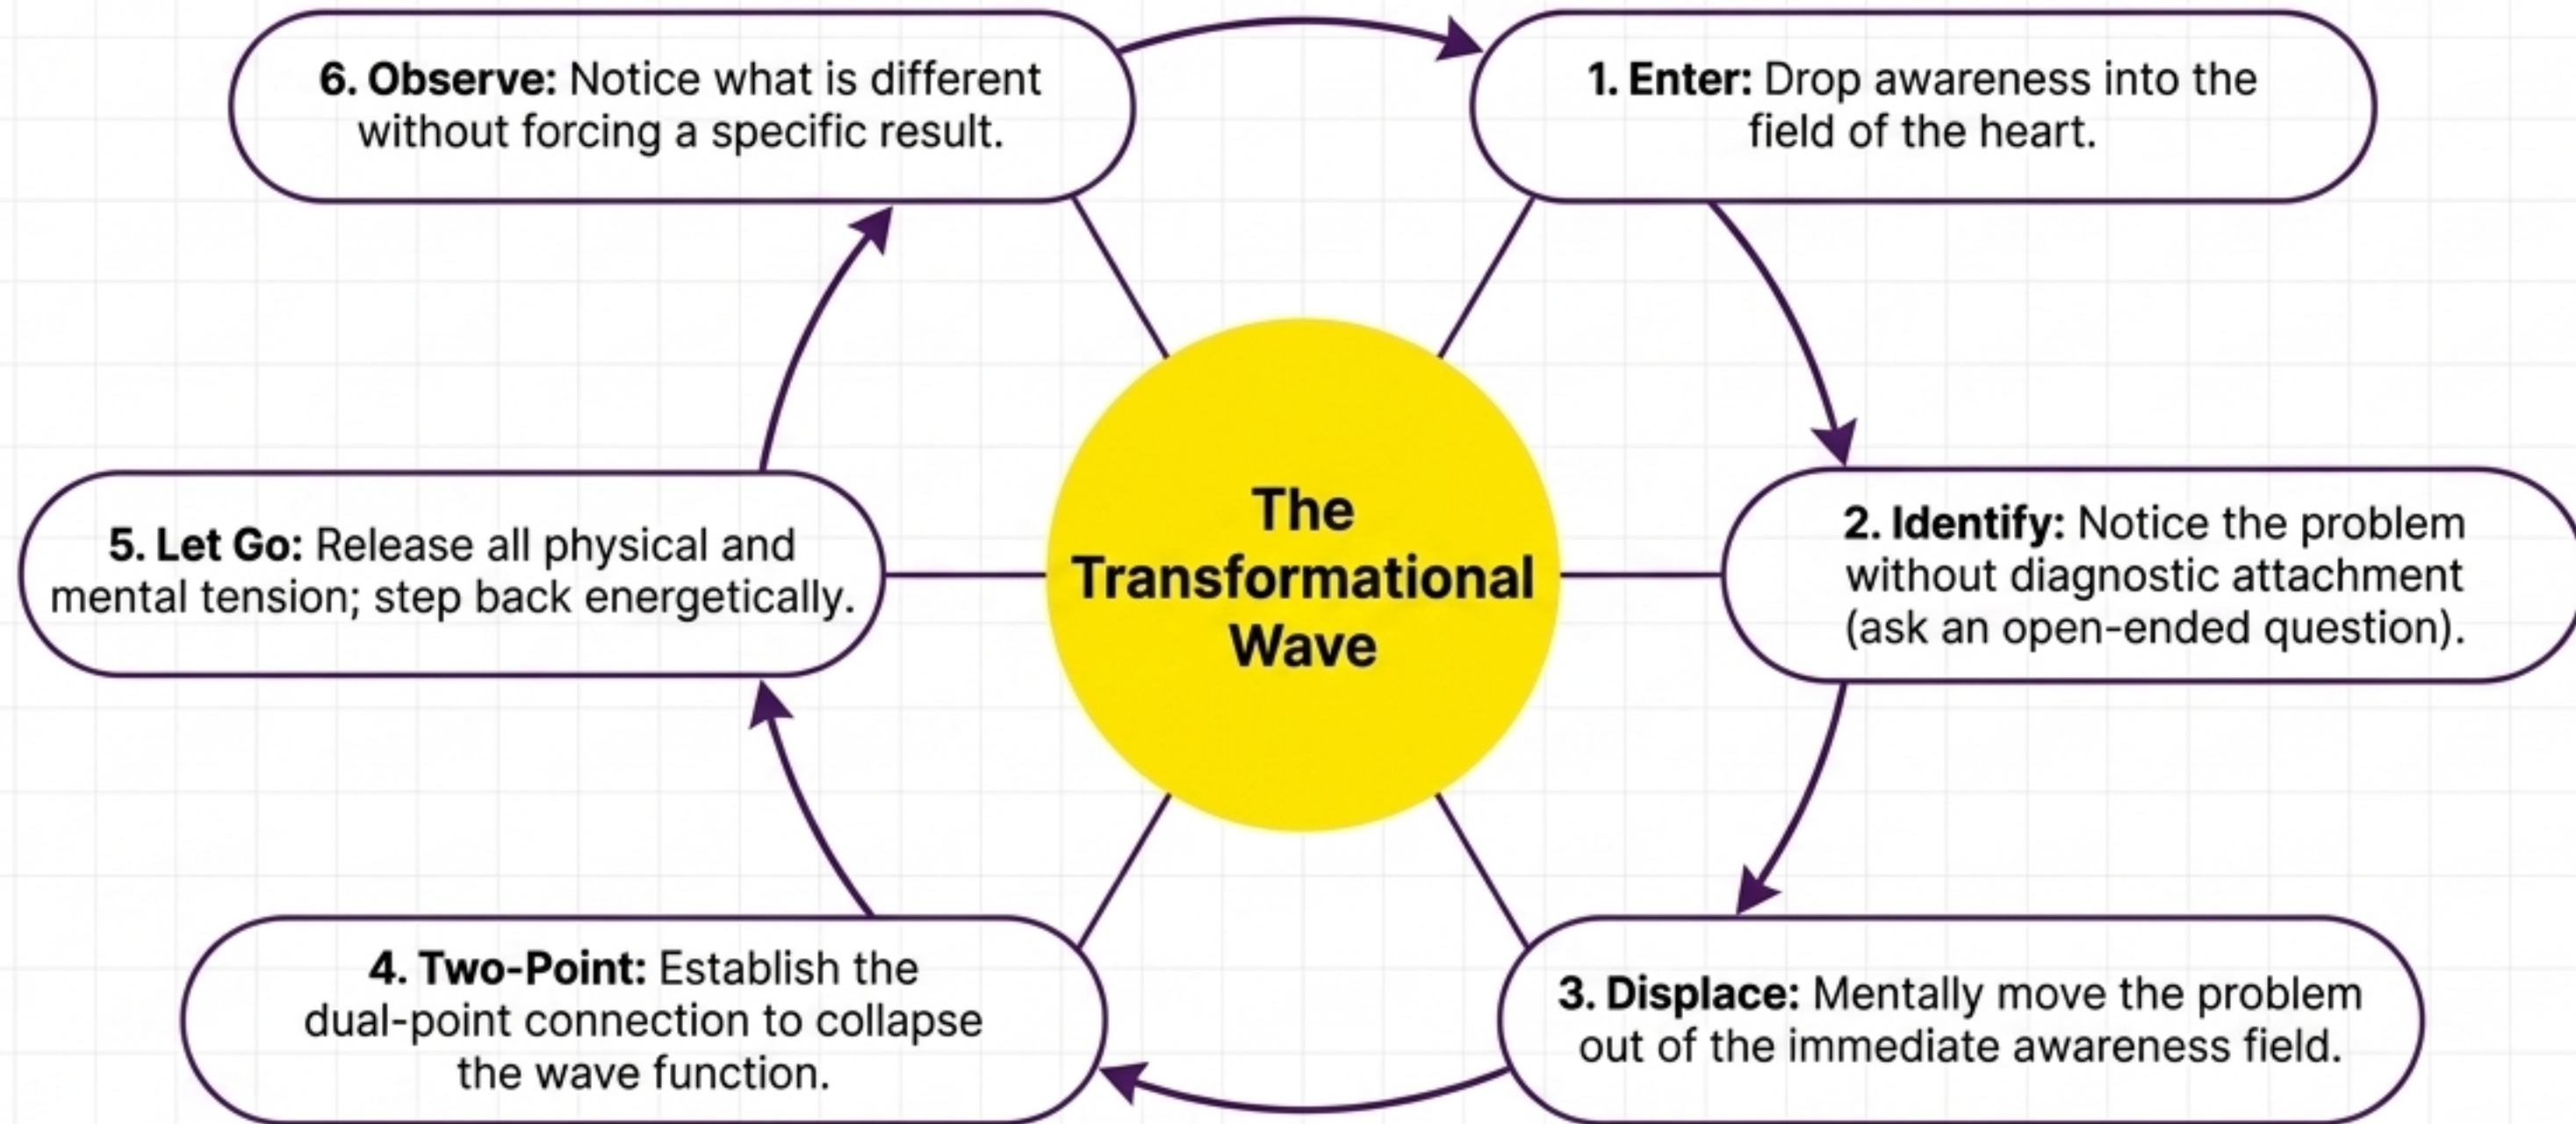 6. Observe: Notice what is different
without forcing a specific result.
1. Enter: Drop awareness into the
field of the heart.
2. Identify: Notice the problem
without diagnostic attachment
(ask an open-ended question).
3. Displace: Mentally move the problem
out of the immediate awareness field.
4. Two-Point: Establish the
dual-point connection to collapse
the wave function.
5. Let Go: Release all physical and
mental tension; step back energetically.
The
Transformational
Wave